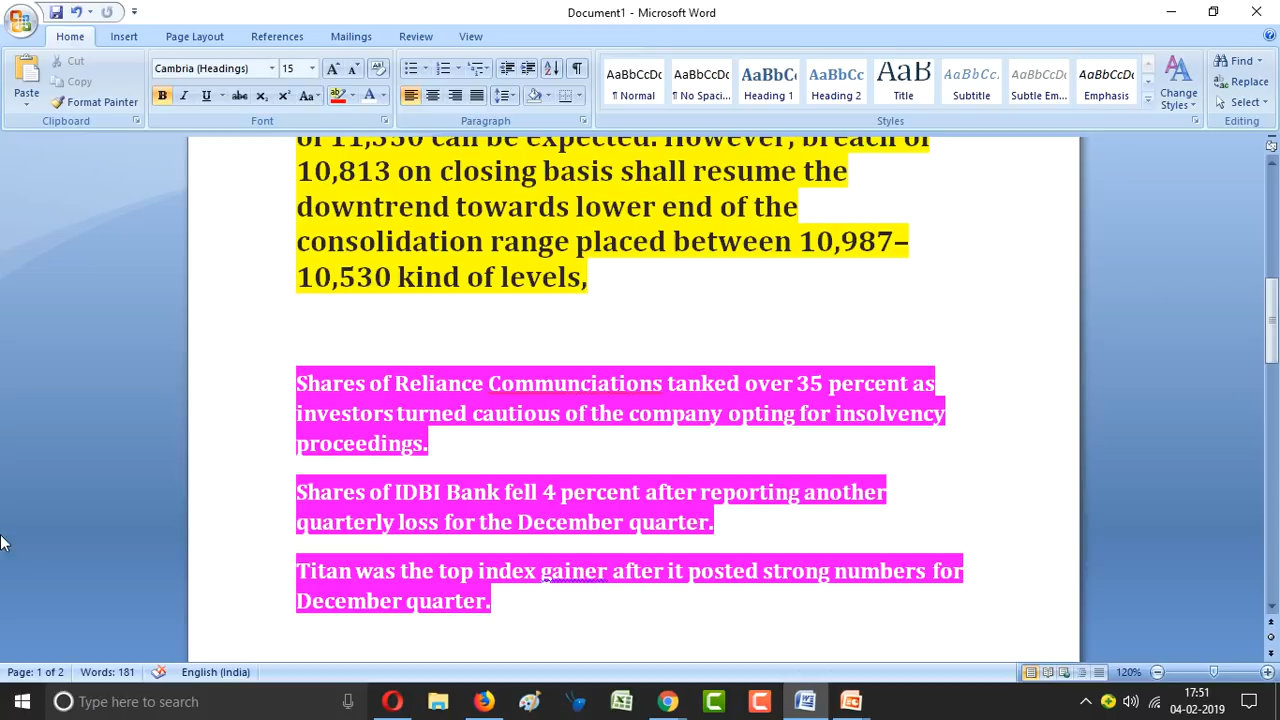 Document1 - Microsoft Word
Home Insert Page Layout References Mailings Review View
Paste
Cut
Copy
Format Painter
Clipboard
Cambria (Headings) 15
B I U abc x₂ x² Aa
Font
Paragraph
AaBbCcDc AaBbCcDc AaBbC AaBbCc AaB AaBbCc. AaBbCcDc AaBbCcDc
¶ Normal ¶ No Spaci... Heading 1 Heading 2 Title Subtitle Subtle Em... Emphasis
Change
Styles
Styles
Find
Replace
Select
Editing
of 11,350 can be expected. However, breach of
10,813 on closing basis shall resume the
downtrend towards lower end of the
consolidation range placed between 10,987–
10,530 kind of levels,
Shares of Reliance Communciations tanked over 35 percent as
investors turned cautious of the company opting for insolvency
proceedings.
Shares of IDBI Bank fell 4 percent after reporting another
quarterly loss for the December quarter.
Titan was the top index gainer after it posted strong numbers for
December quarter.
Page: 1 of 2 Words: 181 English (India) 120%
Type here to search
17:51
04-02-2019